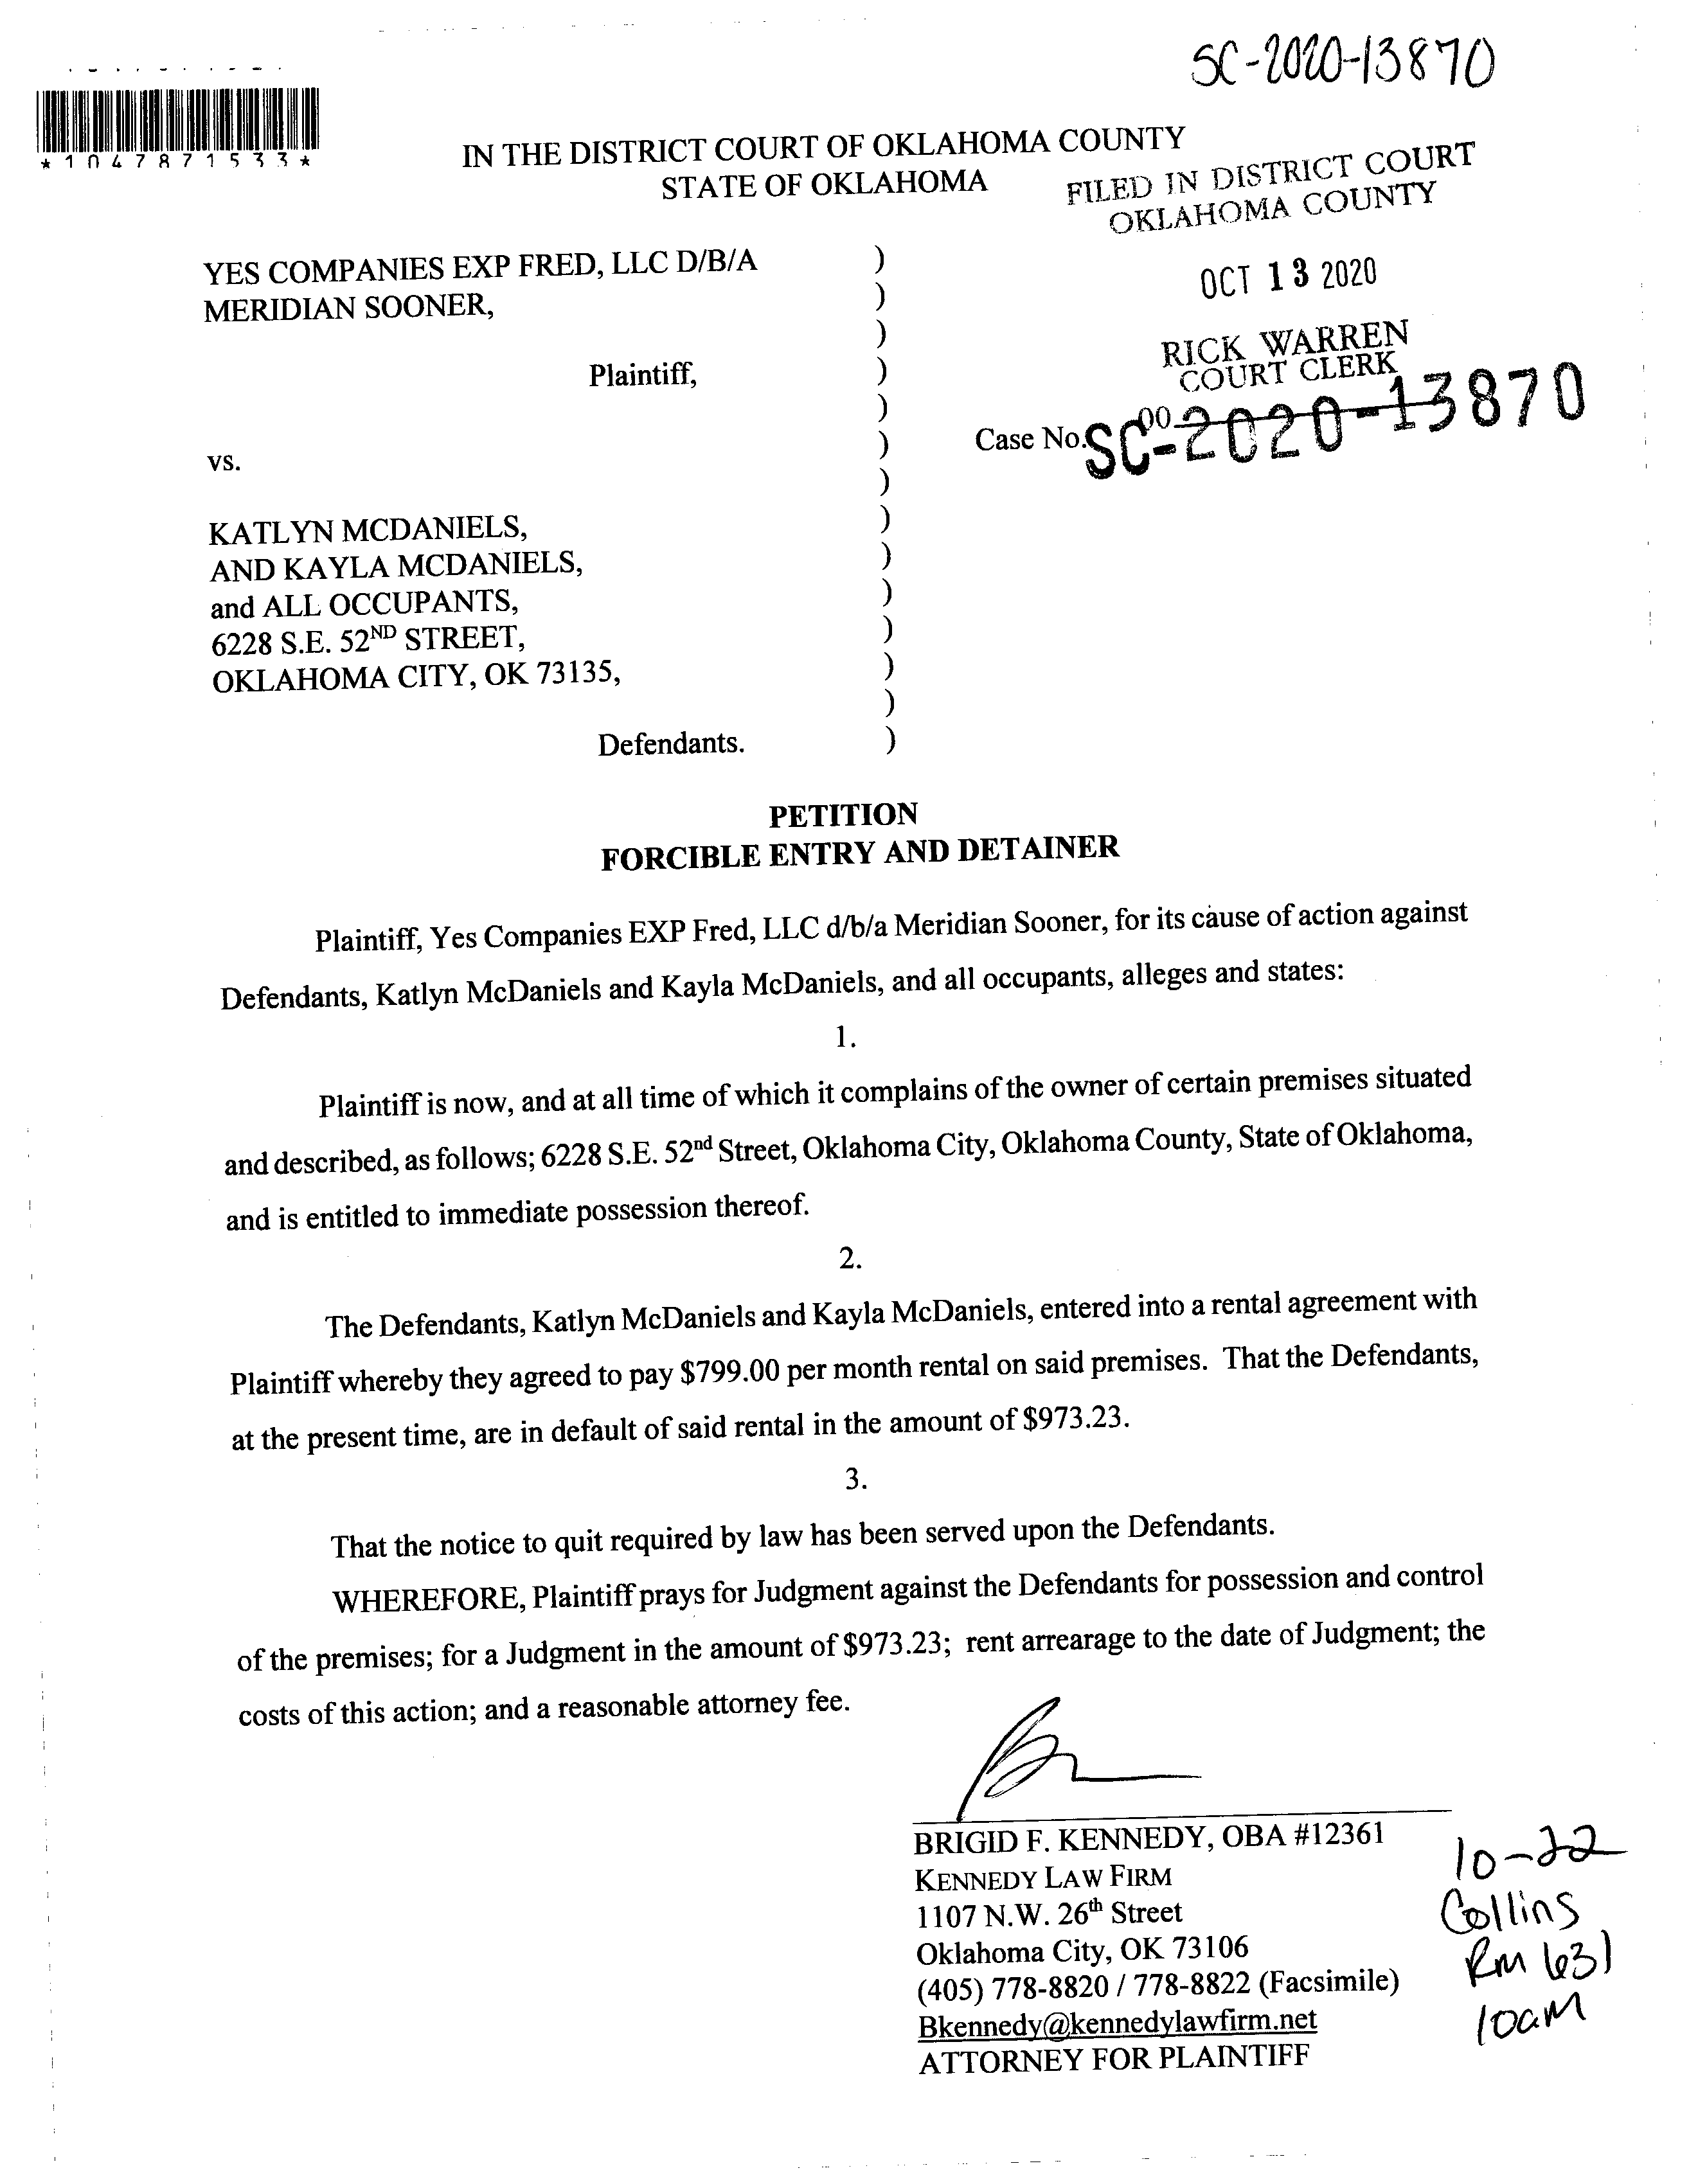 SC-2020-13870
*1047871533*
IN THE DISTRICT COURT OF OKLAHOMA COUNTY
STATE OF OKLAHOMA
FILED IN DISTRICT COURT
OKLAHOMA COUNTY
OCT 13 2020
RICK WARREN
COURT CLERK
YES COMPANIES EXP FRED, LLC D/B/A )
MERIDIAN SOONER, )
)
Plaintiff, )
)
Case No. SC-2020-13870
vs. )
)
KATLYN MCDANIELS, )
AND KAYLA MCDANIELS, )
and ALL OCCUPANTS, )
6228 S.E. 52ND STREET, )
OKLAHOMA CITY, OK 73135, )
)
Defendants. )
PETITION
FORCIBLE ENTRY AND DETAINER
Plaintiff, Yes Companies EXP Fred, LLC d/b/a Meridian Sooner, for its cause of action against
Defendants, Katlyn McDaniels and Kayla McDaniels, and all occupants, alleges and states:
1.
Plaintiff is now, and at all time of which it complains of the owner of certain premises situated
and described, as follows; 6228 S.E. 52nd Street, Oklahoma City, Oklahoma County, State of Oklahoma,
and is entitled to immediate possession thereof.
2.
The Defendants, Katlyn McDaniels and Kayla McDaniels, entered into a rental agreement with
Plaintiff whereby they agreed to pay $799.00 per month rental on said premises. That the Defendants,
at the present time, are in default of said rental in the amount of $973.23.
3.
That the notice to quit required by law has been served upon the Defendants.
WHEREFORE, Plaintiff prays for Judgment against the Defendants for possession and control
of the premises; for a Judgment in the amount of $973.23; rent arrearage to the date of Judgment; the
costs of this action; and a reasonable attorney fee.
BRIGID F. KENNEDY, OBA #12361
KENNEDY LAW FIRM
1107 N.W. 26th Street
Oklahoma City, OK 73106
(405) 778-8820 / 778-8822 (Facsimile)
Bkennedy@kennedylawfirm.net
ATTORNEY FOR PLAINTIFF
10-22
Collins
Rm 631
10am